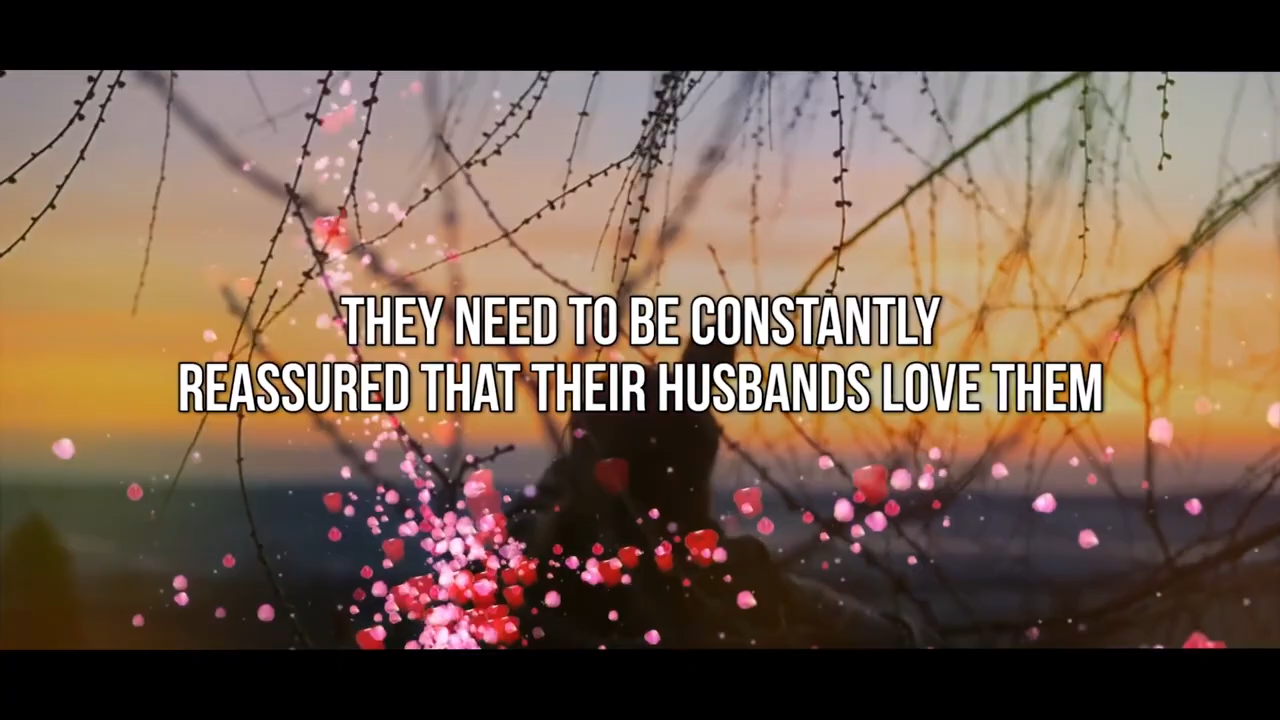 THEY NEED TO BE CONSTANTLY
REASSURED THAT THEIR HUSBANDS LOVE THEM